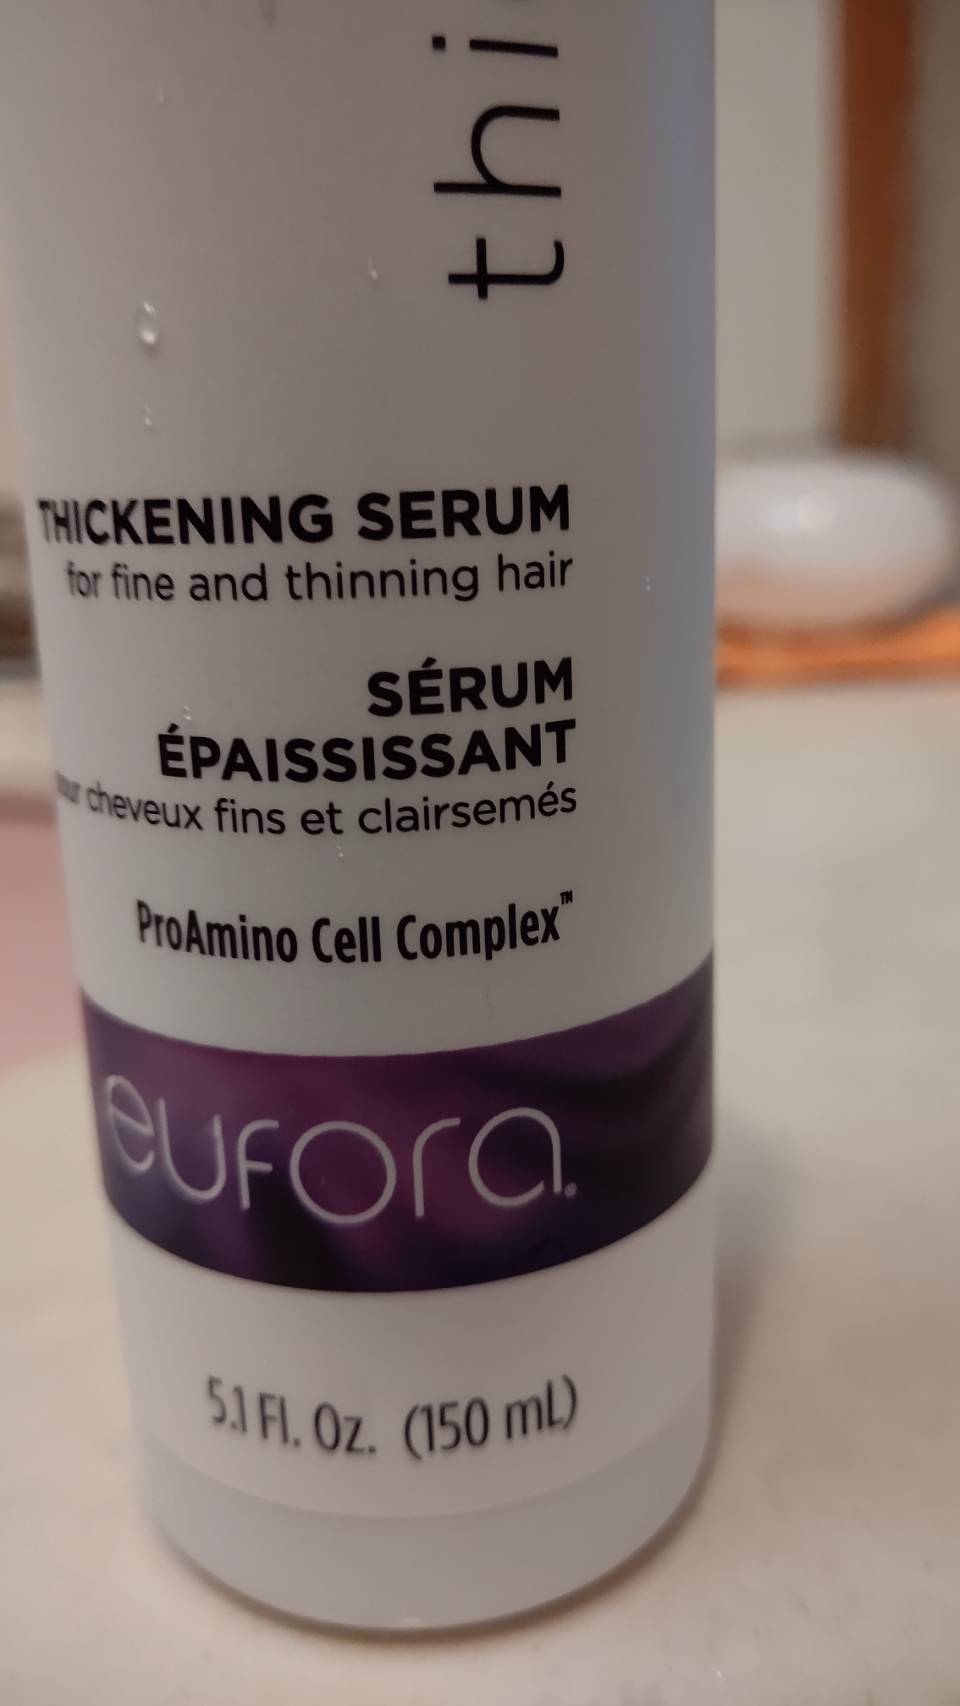 thi
THICKENING SERUM
for fine and thinning hair
SÉRUM
ÉPAISSISSANT
pour cheveux fins et clairsemés
ProAmino Cell Complex™
eufora®
5.1 Fl. Oz. (150 mL)